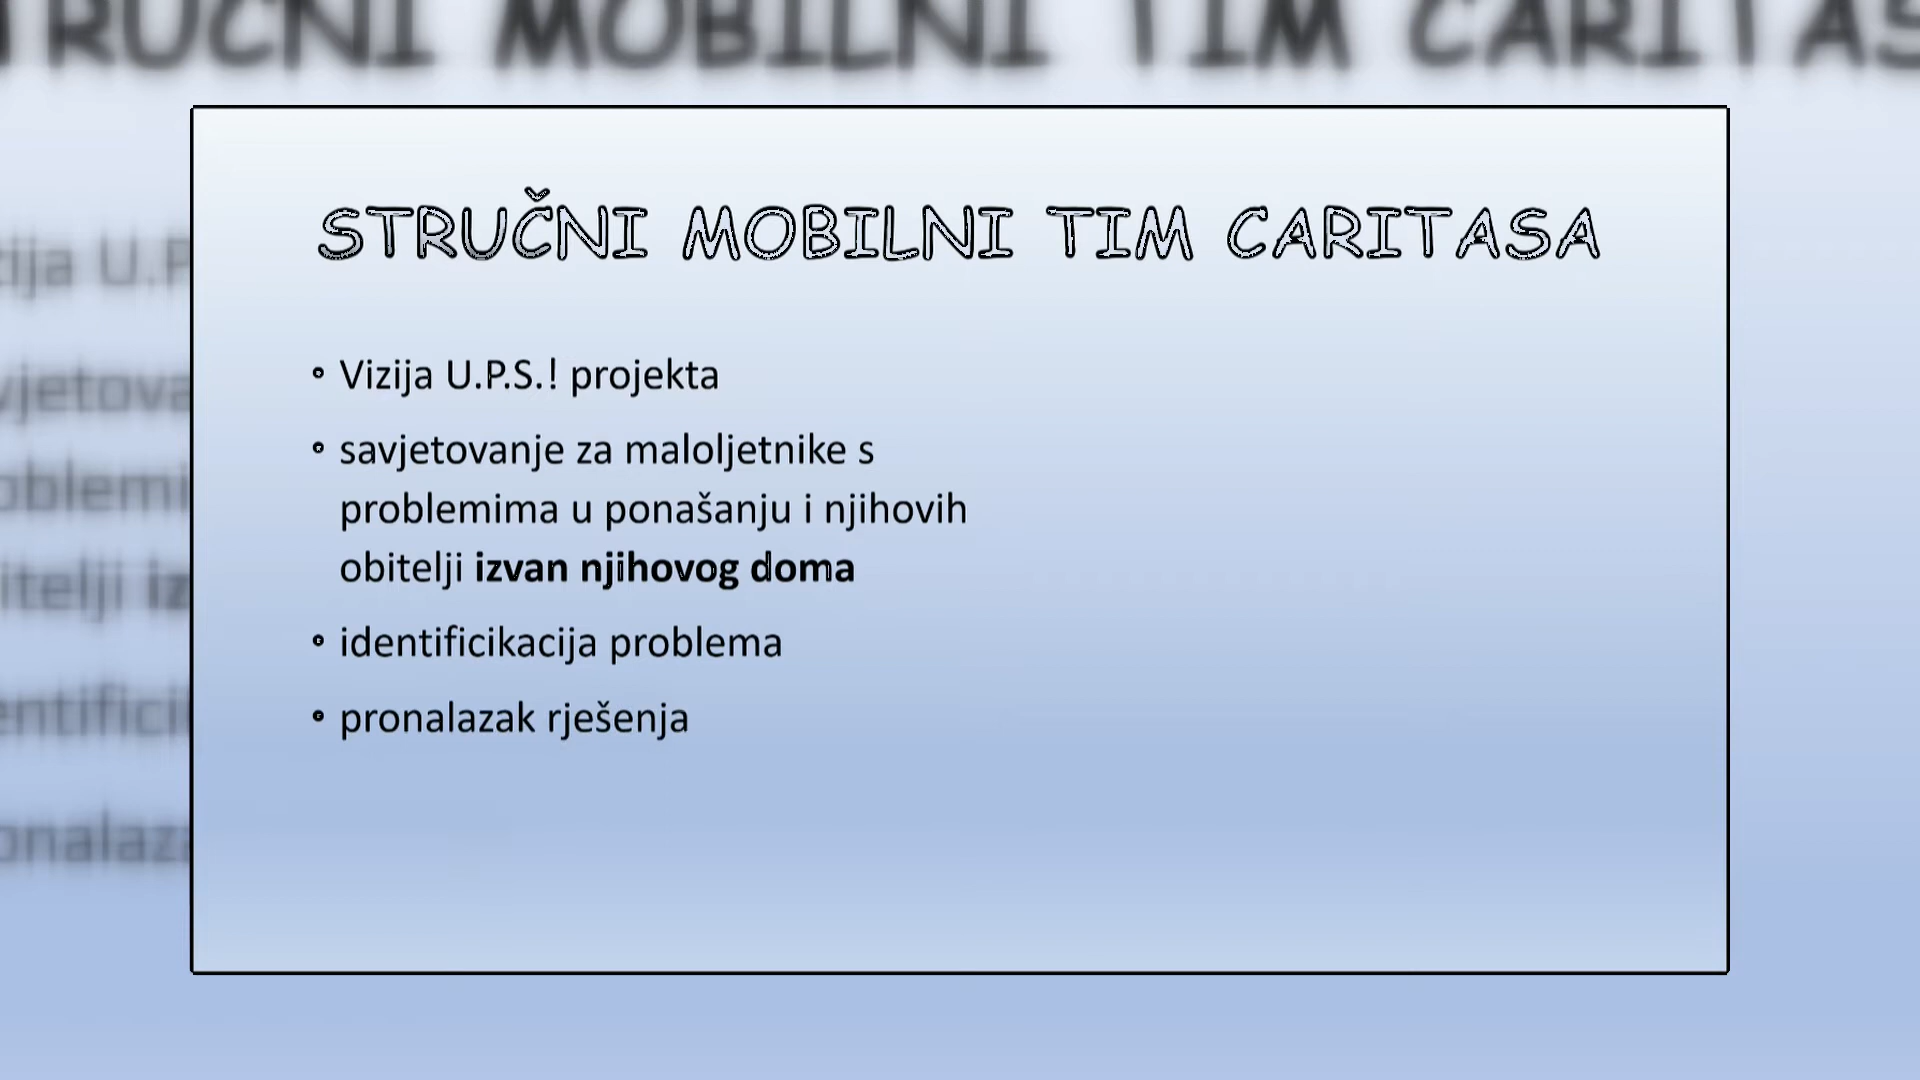 STRUČNI MOBILNI TIM CARITASA
• Vizija U.P.S.! projekta
• savjetovanje za maloljetnike s
problemima u ponašanju i njihovih
obitelji izvan njihovog doma
• identificikacija problema
• pronalazak rješenja